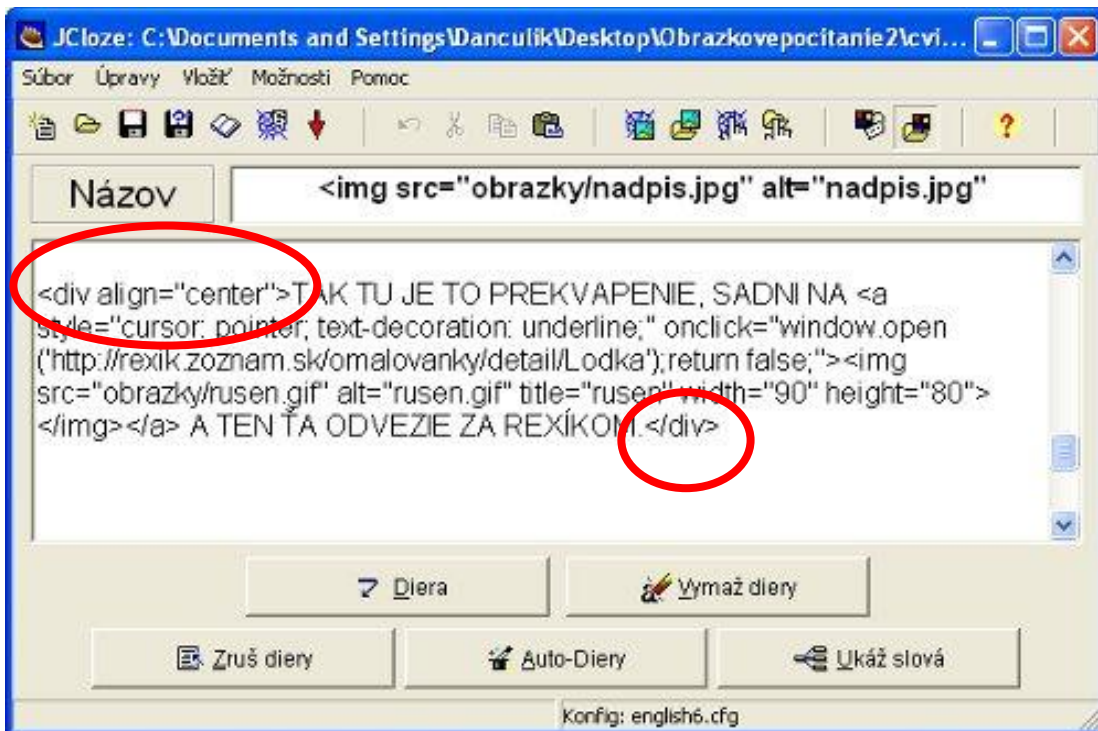 JCloze: C:\Documents and Settings\Danculik\Desktop\Obrazkovepocitanie2\cvi...
Súbor Úpravy Vložiť Možnosti Pomoc
Názov
<img src="obrazky/nadpis.jpg" alt="nadpis.jpg"
<div align="center">TAK TU JE TO PREKVAPENIE, SADNI NA <a
style="cursor: pointer; text-decoration: underline;" onclick="window.open
('http://rexik.zoznam.sk/omalovanky/detail/Lodka');return false;"><img
src="obrazky/rusen.gif" alt="rusen.gif" title="rusen" width="90" height="80">
</img></a> A TEN ŤA ODVEZIE ZA REXÍKOM.</div>
Diera
Vymaž diery
Zruš diery
Auto-Diery
Ukáž slová
Konfig: english6.cfg